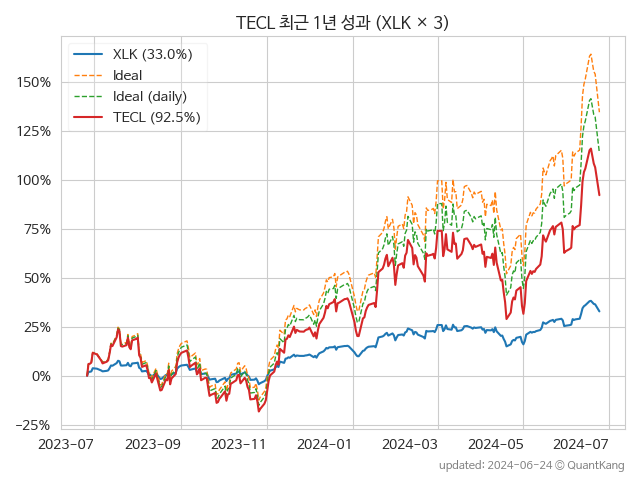 TECL 최근 1년 성과 (XLK × 3)
XLK (33.0%)
Ideal
Ideal (daily)
TECL (92.5%)
150%
125%
100%
75%
50%
25%
0%
−25%
2023-07 2023-09 2023-11 2024-01 2024-03 2024-05 2024-07
updated: 2024-06-24 © QuantKang